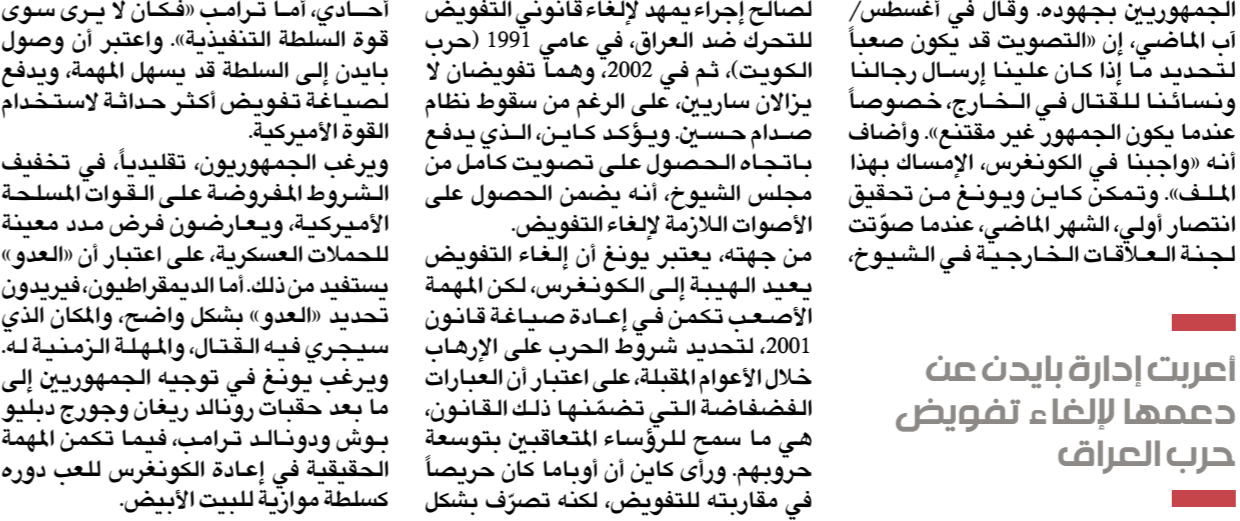 الجمهوريين بجهوده. وقال في أغسطس/
آب الماضي، إن «التصويت قد يكون صعباً
لتحديد ما إذا كان علينا إرسال رجالنا
ونسائنا للقتال في الخارج، خصوصاً
عندما يكون الجمهور غير مقتنع». وأضاف
أنه «واجبنا في الكونغرس، الإمساك بهذا
الملف». وتمكن كاين ويونغ من تحقيق
انتصار أولي، الشهر الماضي، عندما صوّتت
لجنة العلاقات الخارجية في الشيوخ،
أعربت إدارة بايدن عن
دعمها لإلغاء تفويض
حرب العراق
لصالح إجراء يمهد لإلغاء قانوني التفويض
للتحرك ضد العراق، في عامي 1991 (حرب
الكويت)، ثم في 2002، وهما تفويضان لا
يزالان ساريين، على الرغم من سقوط نظام
صدام حسين. ويؤكد كاين، الذي يدفع
باتجاه الحصول على تصويت كامل من
مجلس الشيوخ، أنه يضمن الحصول على
الأصوات اللازمة لإلغاء التفويض.
من جهته، يعتبر يونغ أن إلغاء التفويض
يعيد الهيبة إلى الكونغرس، لكن المهمة
الأصعب تكمن في إعادة صياغة قانون
2001، لتحديد شروط الحرب على الإرهاب
خلال الأعوام المقبلة، على اعتبار أن العبارات
الفضفاضة التي تضمّنها ذلك القانون،
هي ما سمح للرؤساء المتعاقبين بتوسعة
حروبهم. ورأى كاين أن أوباما كان حريصاً
في مقاربته للتفويض، لكنه تصرّف بشكل
أحادي، أما ترامب «فكان لا يرى سوى
قوة السلطة التنفيذية». واعتبر أن وصول
بايدن إلى السلطة قد يسهل المهمة، ويدفع
لصياغة تفويض أكثر حداثة لاستخدام
القوة الأميركية.
ويرغب الجمهوريون، تقليدياً، في تخفيف
الشروط المفروضة على القوات المسلحة
الأميركية، ويعارضون فرض مدد معينة
للحملات العسكرية، على اعتبار أن «العدو»
يستفيد من ذلك. أما الديمقراطيون، فيريدون
تحديد «العدو» بشكل واضح، والمكان الذي
سيجري فيه القتال، والمهلة الزمنية له.
ويرغب يونغ في توجيه الجمهوريين إلى
ما بعد حقبات رونالد ريغان وجورج دبليو
بوش ودونالد ترامب، فيما تكمن المهمة
الحقيقية في إعادة الكونغرس للعب دوره
كسلطة موازية للبيت الأبيض.